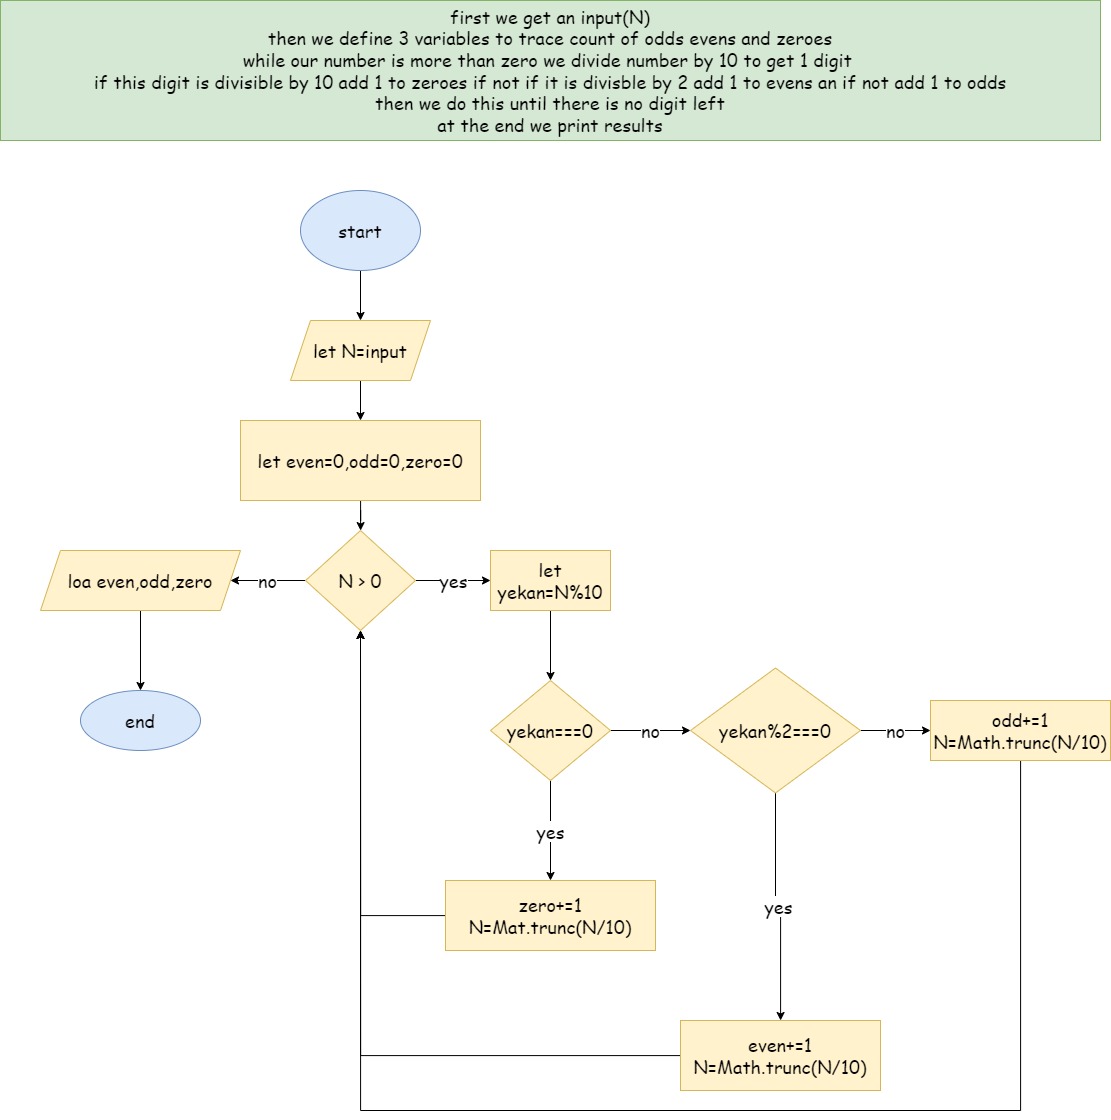 first we get an input(N)
then we define 3 variables to trace count of odds evens and zeroes
while our number is more than zero we divide number by 10 to get 1 digit
if this digit is divisible by 10 add 1 to zeroes if not if it is divisble by 2 add 1 to evens an if not add 1 to odds
then we do this until there is no digit left
at the end we print results
start
let N=input
let even=0,odd=0,zero=0
loa even,odd,zero
no
N > 0
yes
let
yekan=N%10
end
yekan===0
no
yekan%2===0
no
odd+=1
N=Math.trunc(N/10)
yes
zero+=1
N=Mat.trunc(N/10)
yes
even+=1
N=Math.trunc(N/10)